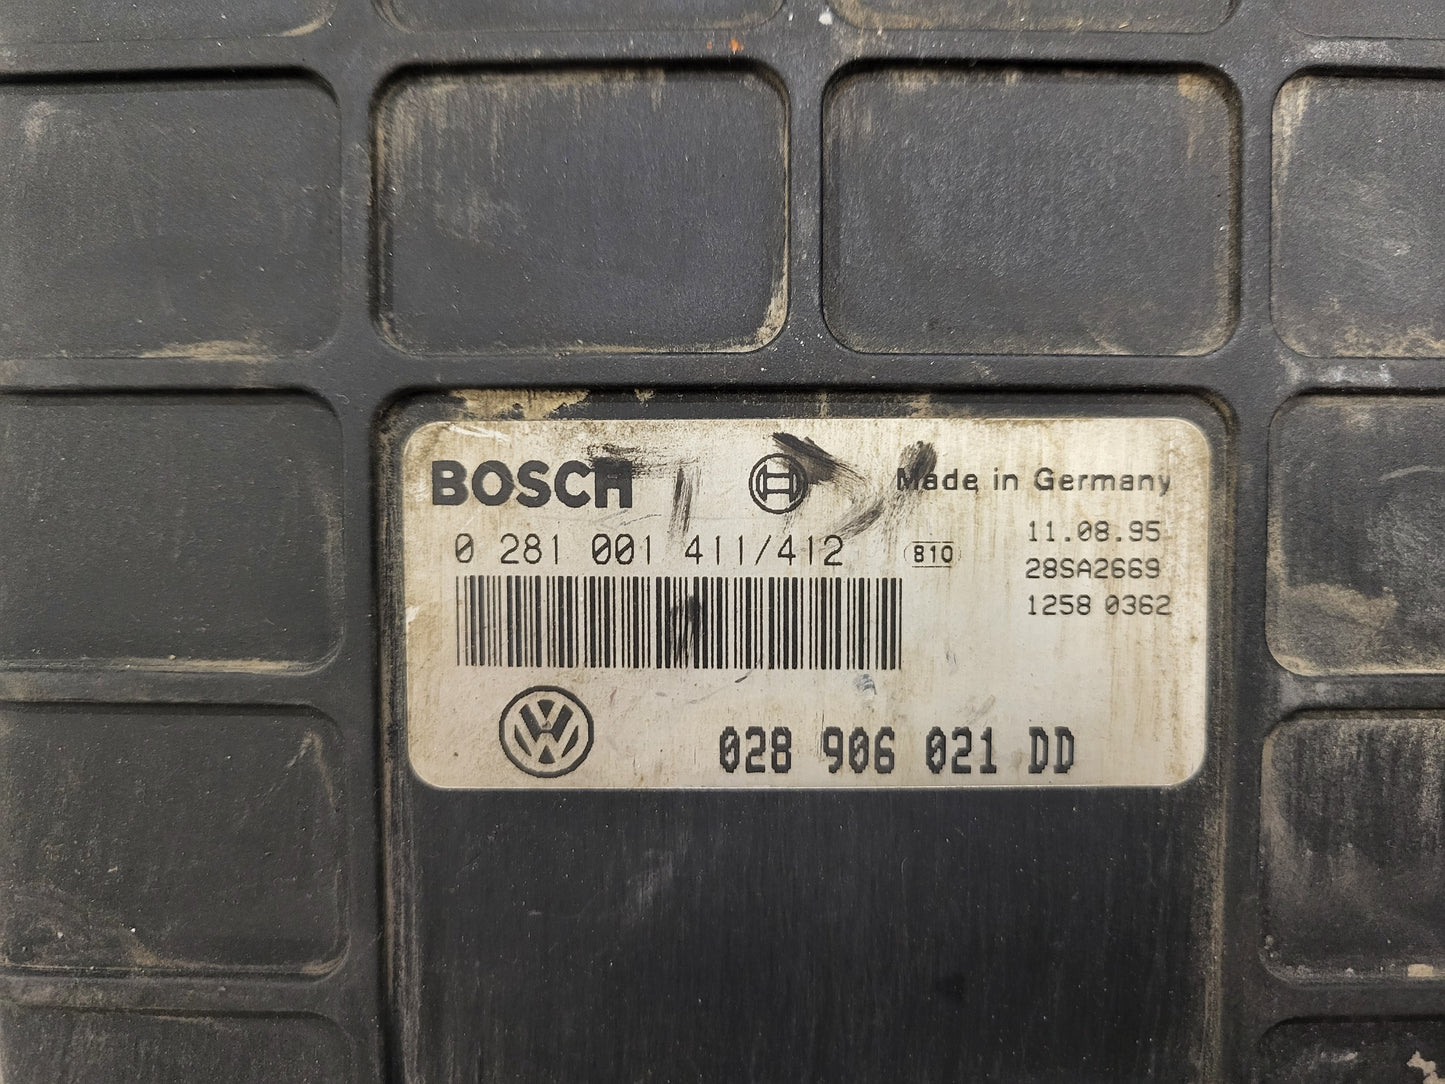 BOSCH
Made in Germany
0 281 001 411/412
810
11.08.95
28SA2669
1258 0362
VW
028 906 021 DD